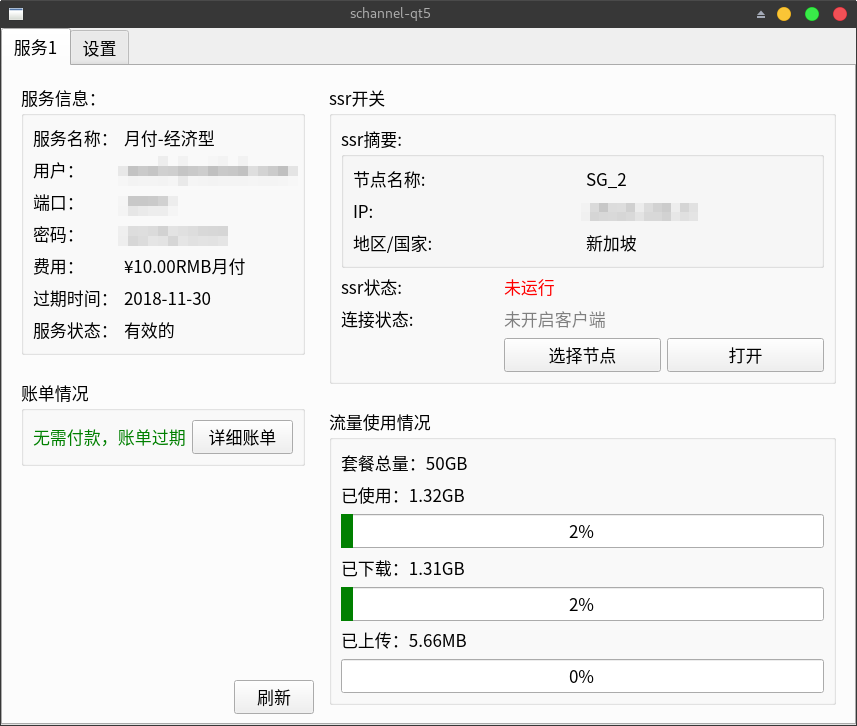 schannel-qt5
服务1 设置
服务信息：
服务名称： 月付-经济型
用户：
端口：
密码：
费用： ¥10.00RMB月付
过期时间： 2018-11-30
服务状态： 有效的
账单情况
无需付款，账单过期 详细账单
刷新
ssr开关
ssr摘要:
节点名称: SG_2
IP:
地区/国家: 新加坡
ssr状态: 未运行
连接状态: 未开启客户端
选择节点 打开
流量使用情况
套餐总量：50GB
已使用：1.32GB
2%
已下载：1.31GB
2%
已上传：5.66MB
0%